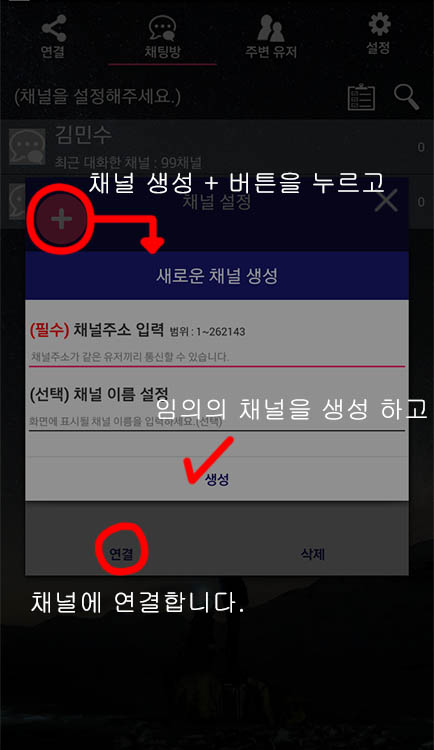 연결 채팅방 주변 유저 설정
(채널을 설정해주세요.)
김민수 0
최근 대화한 채널 : 99채널
채널 생성 + 버튼을 누르고
채널 설정 0
새로운 채널 생성
(필수) 채널주소 입력 범위 : 1~262143
채널주소가 같은 유저끼리 통신할 수 있습니다.
(선택) 채널 이름 설정
임의의 채널을 생성 하고
화면에 표시될 채널 이름을 입력하세요.(선택)
생성
연결 삭제
채널에 연결합니다.